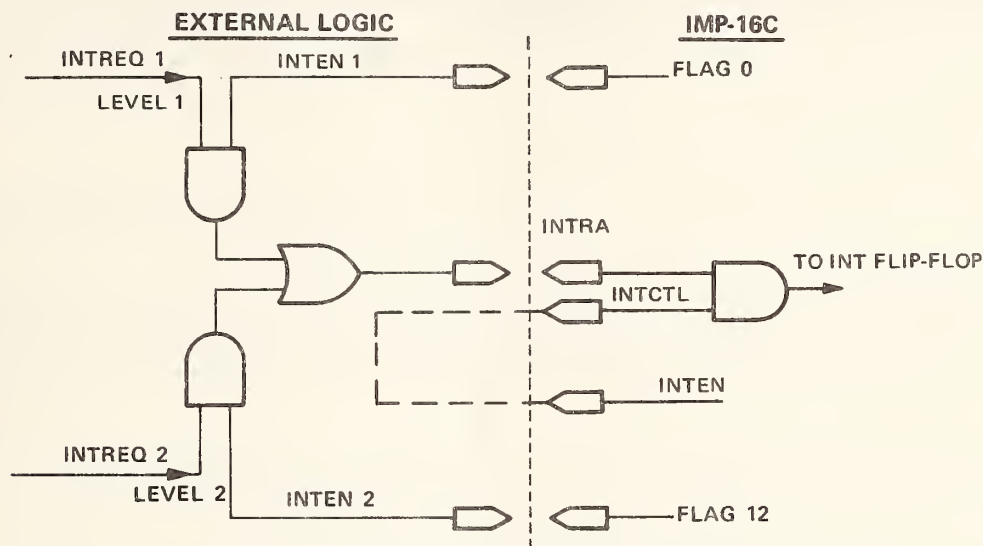 EXTERNAL LOGIC
IMP-16C
INTREQ 1
INTEN 1
FLAG 0
LEVEL 1
INTRA
TO INT FLIP-FLOP
INTCTL
INTEN
INTREQ 2
LEVEL 2
INTEN 2
FLAG 12